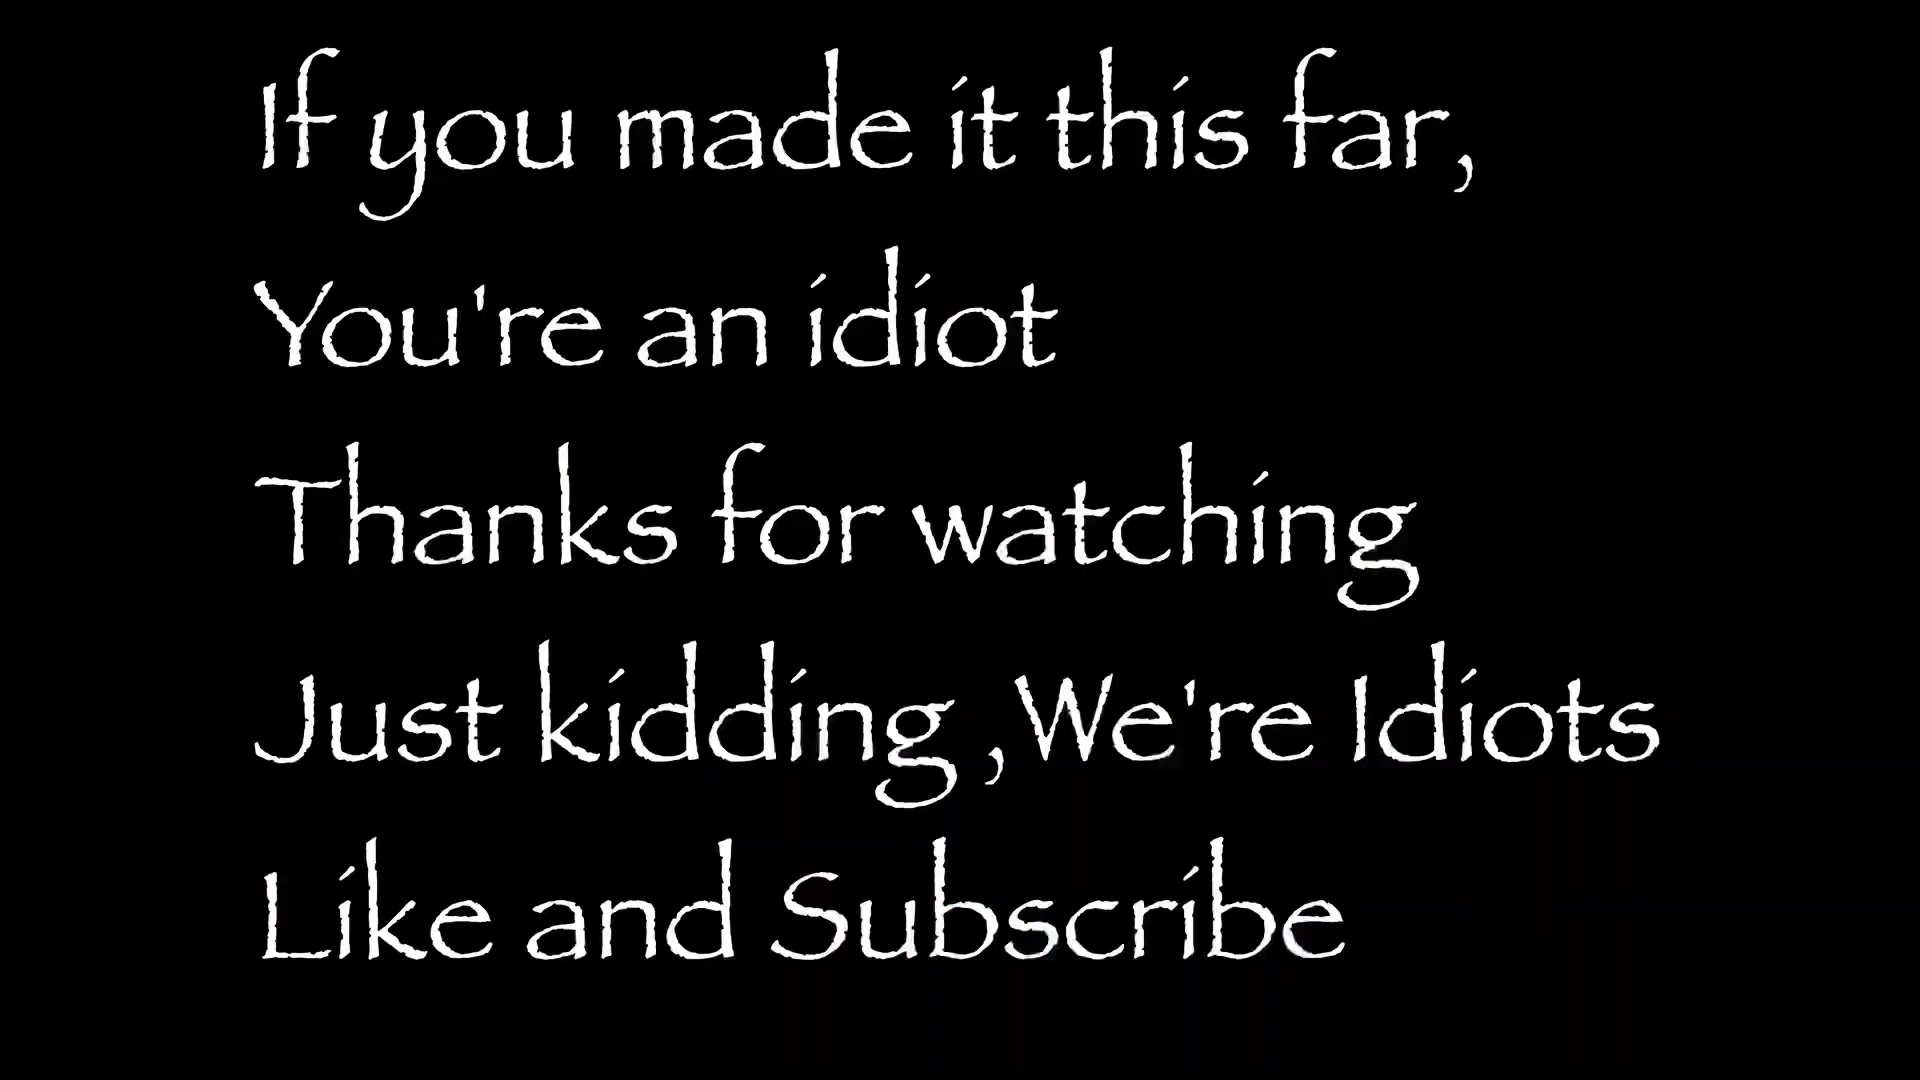 If you made it this far,
You're an idiot
Thanks for watching
Just kidding ,We're Idiots
Like and Subscribe